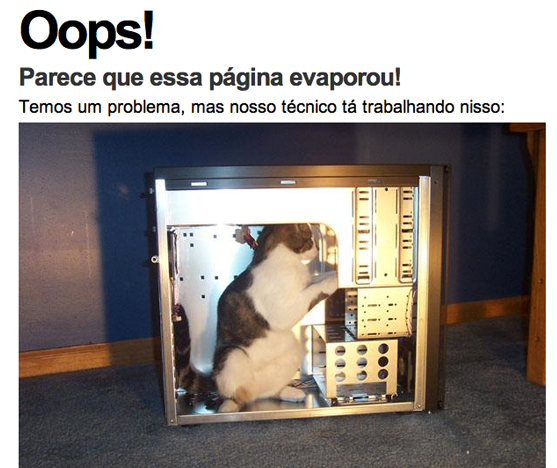 Oops!
Parece que essa página evaporou!
Temos um problema, mas nosso técnico tá trabalhando nisso: